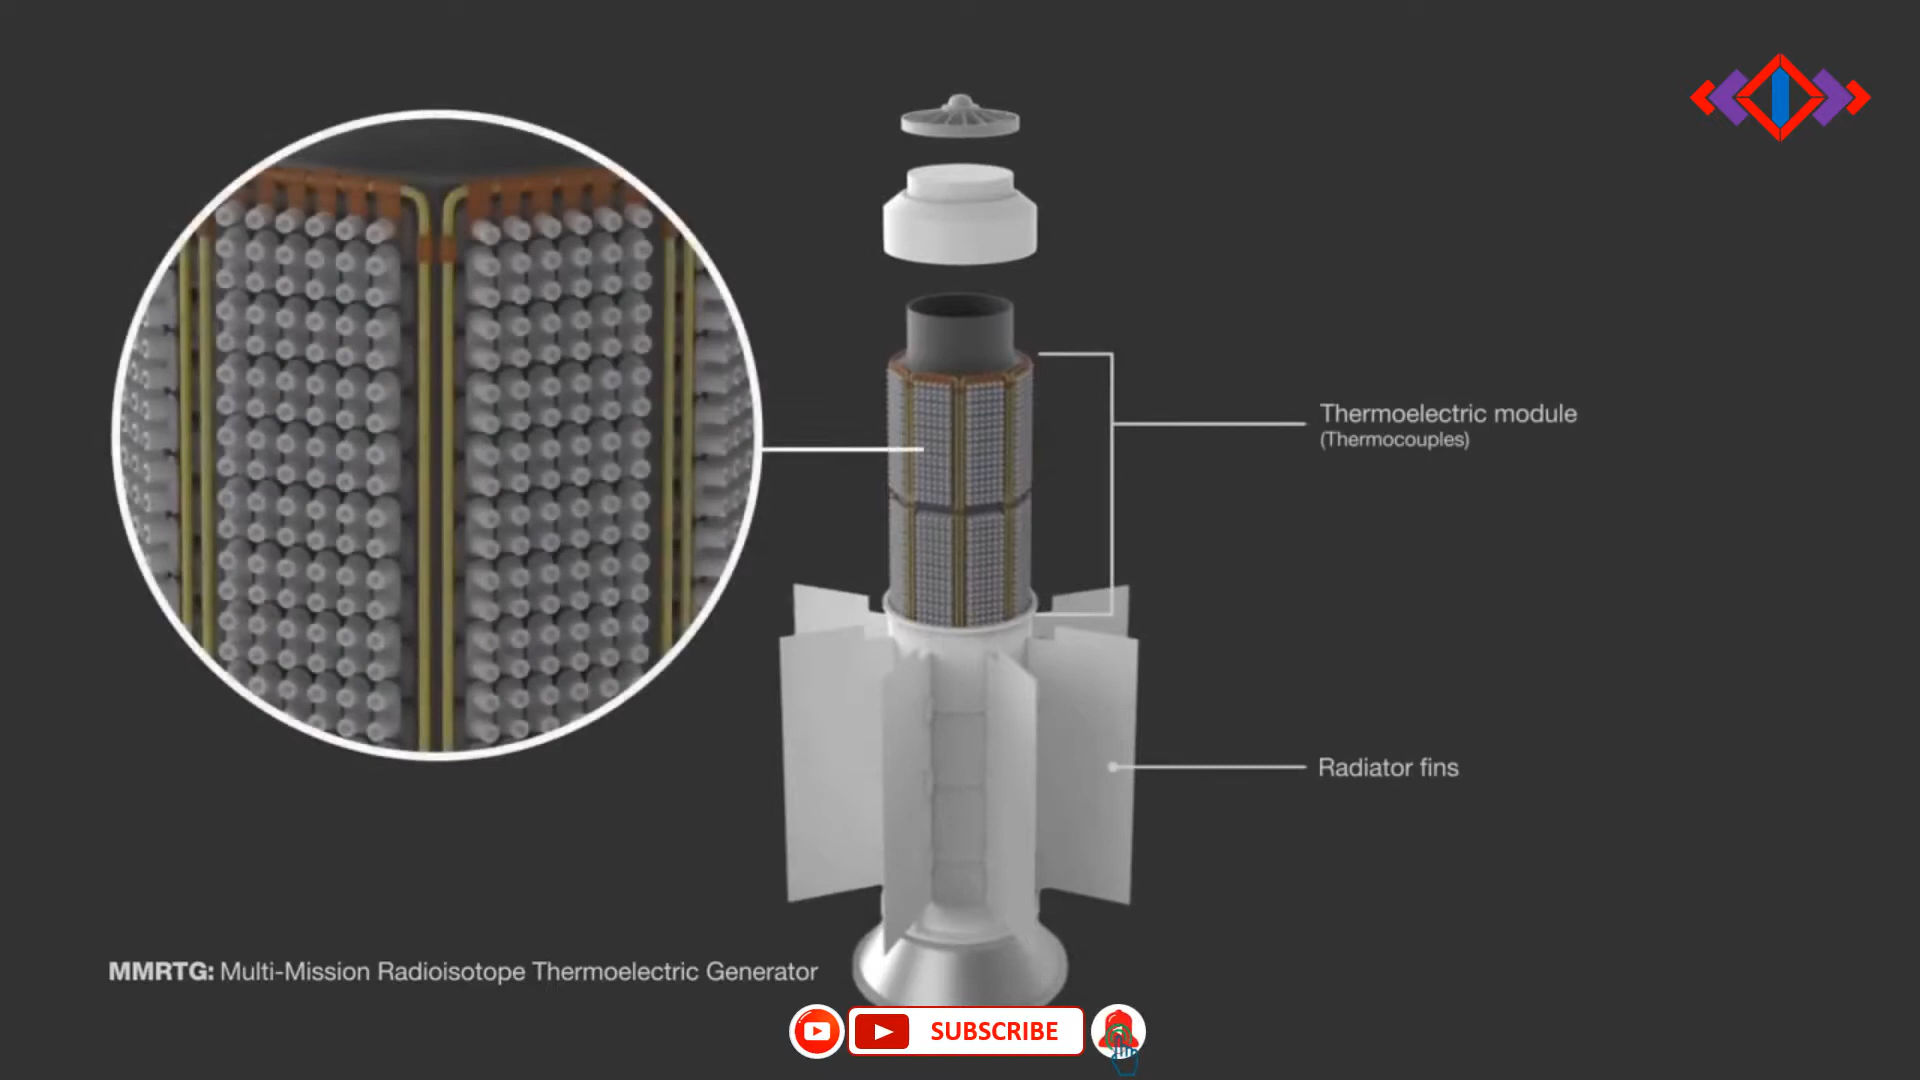 Thermoelectric module
(Thermocouples)
Radiator fins
MMRTG: Multi-Mission Radioisotope Thermoelectric Generator
SUBSCRIBE